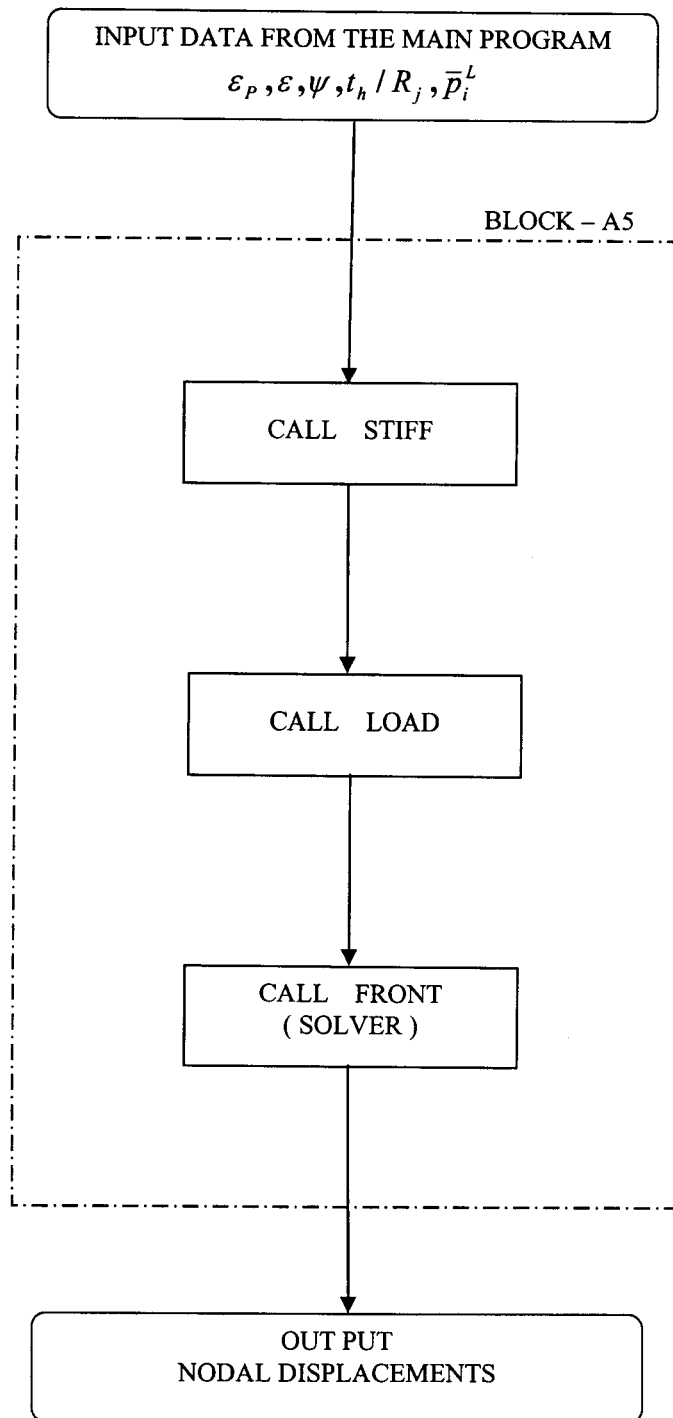 INPUT DATA FROM THE MAIN PROGRAM
ε_P, ε, ψ, t_h / R_j, p̄_i^L
BLOCK – A5
CALL STIFF
CALL LOAD
CALL FRONT
( SOLVER )
OUT PUT
NODAL DISPLACEMENTS